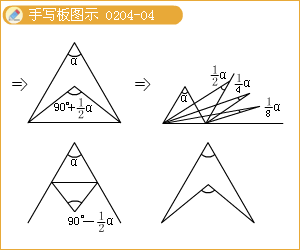 手写板图示 0204-04
⇒ α 90°+1/2α
⇒ α 1/2α 1/4α 1/8α
α 90°—1/2α